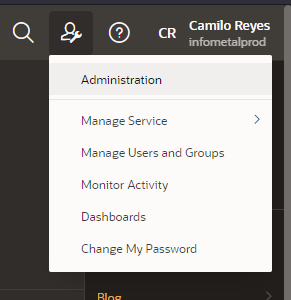 CR
Camilo Reyes
infometalprod
Administration
Manage Service
Manage Users and Groups
Monitor Activity
Dashboards
Change My Password
Blog